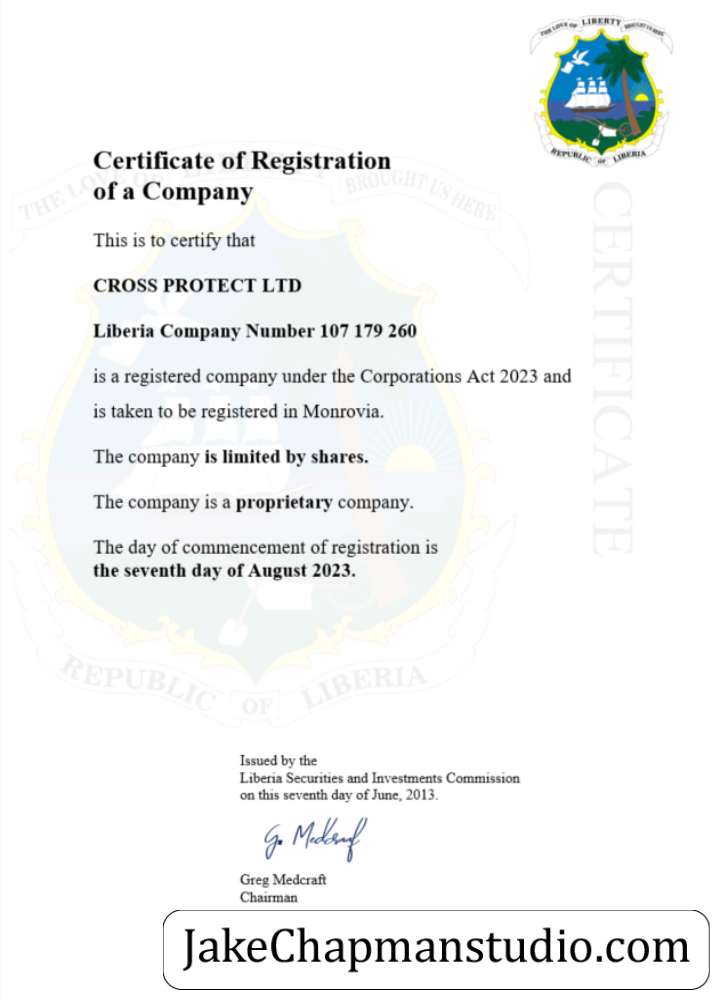 THE LOVE OF LIBERTY BROUGHT US HERE
REPUBLIC OF LIBERIA
CERTIFICATE
Certificate of Registration
of a Company
This is to certify that
CROSS PROTECT LTD
Liberia Company Number 107 179 260
is a registered company under the Corporations Act 2023 and
is taken to be registered in Monrovia.
The company is limited by shares.
The company is a proprietary company.
The day of commencement of registration is
the seventh day of August 2023.
THE LOVE OF LIBERTY BROUGHT US HERE
REPUBLIC OF LIBERIA
Issued by the
Liberia Securities and Investments Commission
on this seventh day of June, 2013.
G. Medcraf
Greg Medcraft
Chairman
JakeChapmanstudio.com